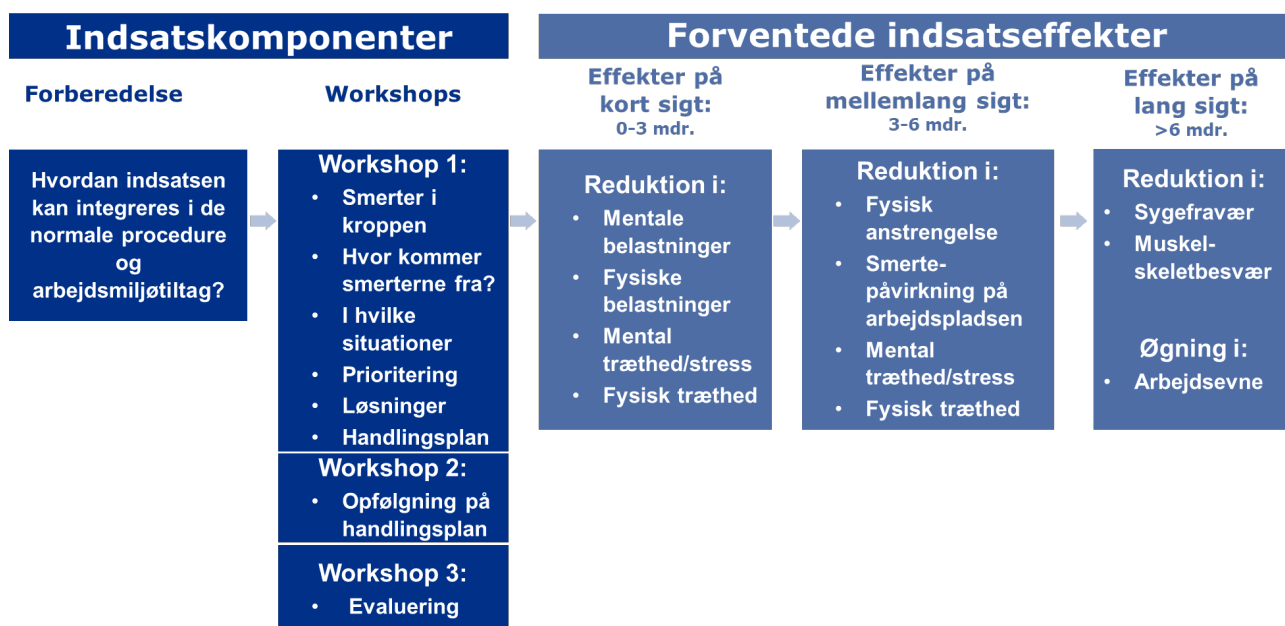 Indsatskomponenter
Forventede indsatseffekter
Forberedelse
Workshops
Effekter på
kort sigt:
0-3 mdr.
Effekter på
mellemlang sigt:
3-6 mdr.
Effekter på
lang sigt:
>6 mdr.
Hvordan indsatsen
kan integreres i de
normale procedure
og
arbejdsmiljøtiltag?
Workshop 1:
• Smerter i
kroppen
• Hvor kommer
smerterne fra?
• I hvilke
situationer
• Prioritering
• Løsninger
• Handlingsplan
Workshop 2:
• Opfølgning på
handlingsplan
Workshop 3:
• Evaluering
Reduktion i:
• Mentale
belastninger
• Fysiske
belastninger
• Mental
træthed/stress
• Fysisk træthed
Reduktion i:
• Fysisk
anstrengelse
• Smerte-
påvirkning på
arbejdspladsen
• Mental
træthed/stress
• Fysisk træthed
Reduktion i:
• Sygefravær
• Muskel-
skeletbesvær
Øgning i:
• Arbejdsevne